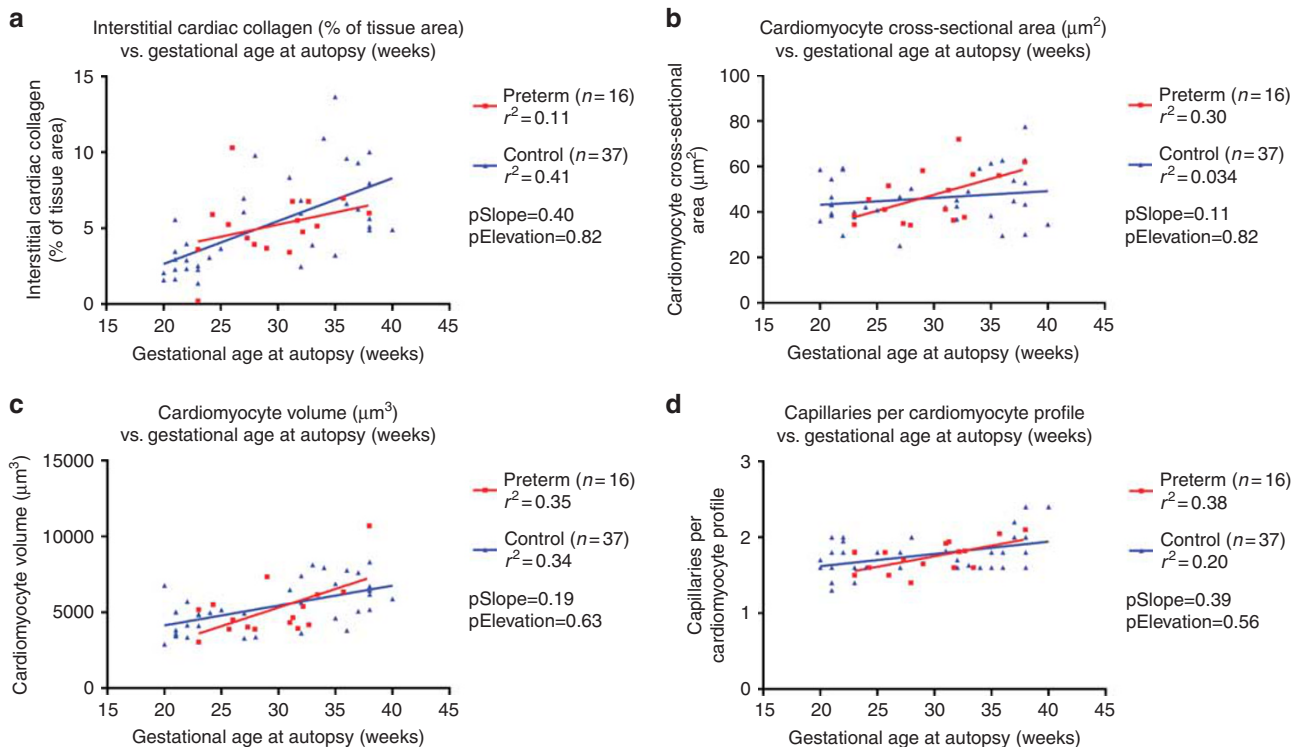 a
Interstitial cardiac collagen (% of tissue area)
vs. gestational age at autopsy (weeks)
Interstitial cardiac collagen
(% of tissue area)
15
10
5
0
15 20 25 30 35 40 45
Gestational age at autopsy (weeks)
Preterm (n=16)
r²=0.11
Control (n=37)
r²=0.41
pSlope=0.40
pElevation=0.82
b
Cardiomyocyte cross-sectional area (μm²)
vs. gestational age at autopsy (weeks)
Cardiomyocyte cross-sectional
area (μm²)
100
80
60
40
20
0
15 20 25 30 35 40 45
Gestational age at autopsy (weeks)
Preterm (n=16)
r²=0.30
Control (n=37)
r²=0.034
pSlope=0.11
pElevation=0.82
c
Cardiomyocyte volume (μm³)
vs. gestational age at autopsy (weeks)
Cardiomyocyte volume (μm³)
15000
10000
5000
0
15 20 25 30 35 40 45
Gestational age at autopsy (weeks)
Preterm (n=16)
r²=0.35
Control (n=37)
r²=0.34
pSlope=0.19
pElevation=0.63
d
Capillaries per cardiomyocyte profile
vs. gestational age at autopsy (weeks)
Capillaries per
cardiomyocyte profile
3
2
1
0
15 20 25 30 35 40 45
Gestational age at autopsy (weeks)
Preterm (n=16)
r²=0.38
Control (n=37)
r²=0.20
pSlope=0.39
pElevation=0.56